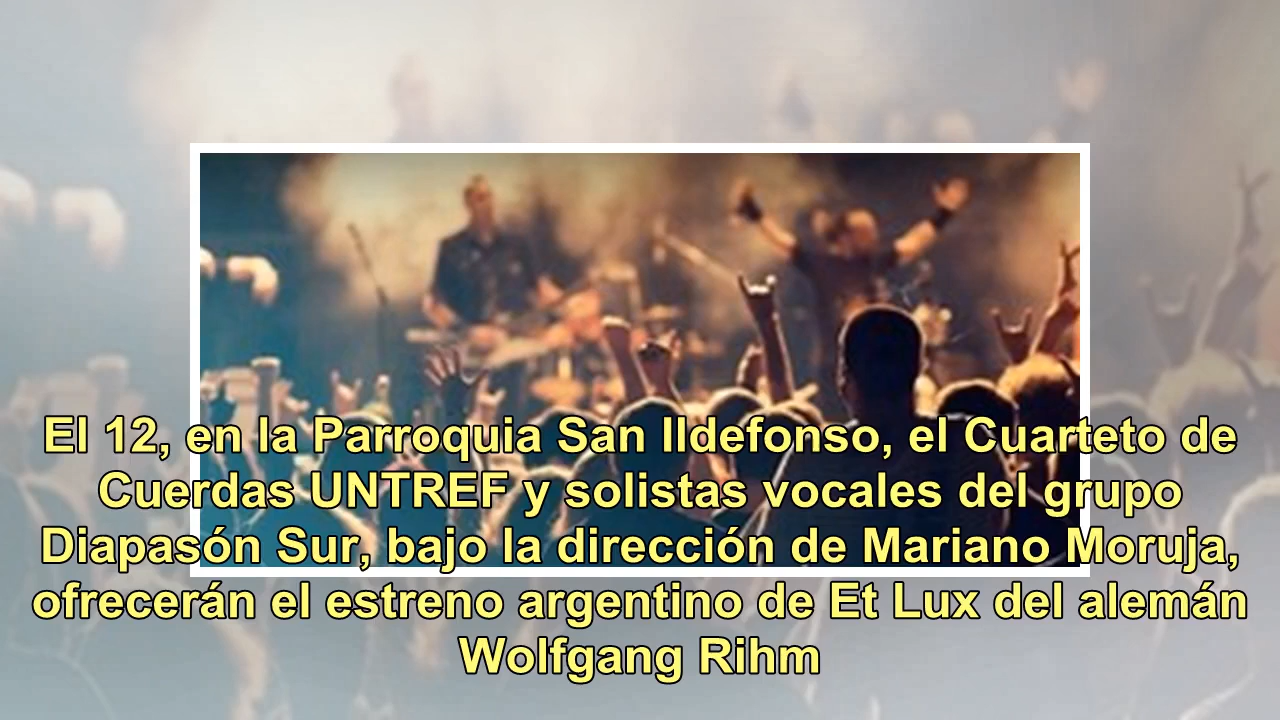 El 12, en la Parroquia San Ildefonso, el Cuarteto de
Cuerdas UNTREF y solistas vocales del grupo
Diapasón Sur, bajo la dirección de Mariano Moruja,
ofrecerán el estreno argentino de Et Lux del alemán
Wolfgang Rihm